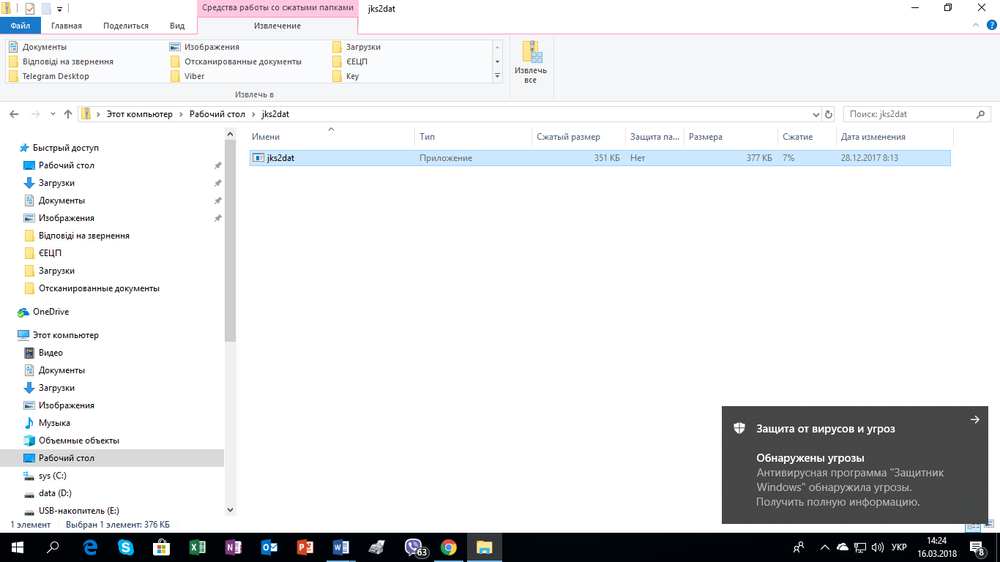 Средства работы со сжатыми папками
jks2dat
Файл
Главная
Поделиться
Вид
Извлечение
Документы
Изображения
Загрузки
Відповіді на звернення
Отсканированные документы
ЄЕЦП
Telegram Desktop
Viber
Key
Извлечь в
Извлечь
все
Этот компьютер
Рабочий стол
jks2dat
Поиск: jks2dat
Имени
Тип
Сжатый размер
Защита па...
Размера
Сжатие
Дата изменения
jks2dat
Приложение
351 КБ
Нет
377 КБ
7%
28.12.2017 8:13
Быстрый доступ
Рабочий стол
Загрузки
Документы
Изображения
Відповіді на звернення
ЄЕЦП
Загрузки
Отсканированные документы
OneDrive
Этот компьютер
Видео
Документы
Загрузки
Изображения
Музыка
Объемные объекты
Рабочий стол
sys (C:)
data (D:)
USB-накопитель (E:)
1 элемент
Выбран 1 элемент: 376 КБ
Защита от вирусов и угроз
Обнаружены угрозы
Антивирусная программа "Защитник
Windows" обнаружила угрозы.
Получить полную информацию.
63
УКР
14:24
16.03.2018
8